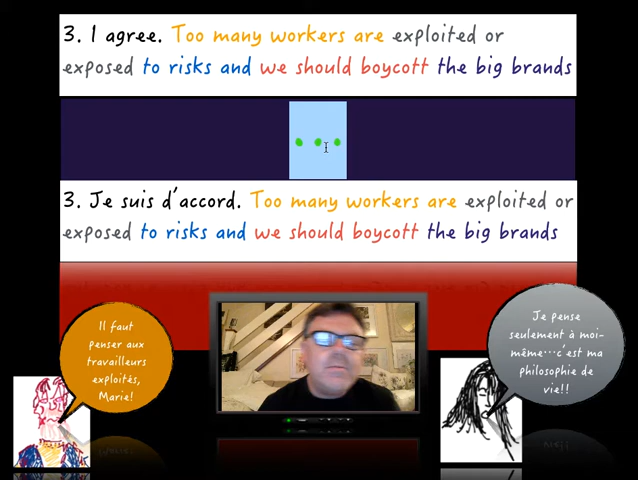 3. I agree. Too many workers are exploited or
exposed to risks and we should boycott the big brands
3. Je suis d'accord. Too many workers are exploited or
exposed to risks and we should boycott the big brands
Il faut
penser aux
travailleurs
exploités,
Marie!
Je pense
seulement à moi-
même...c'est ma
philosophie de
vie!!